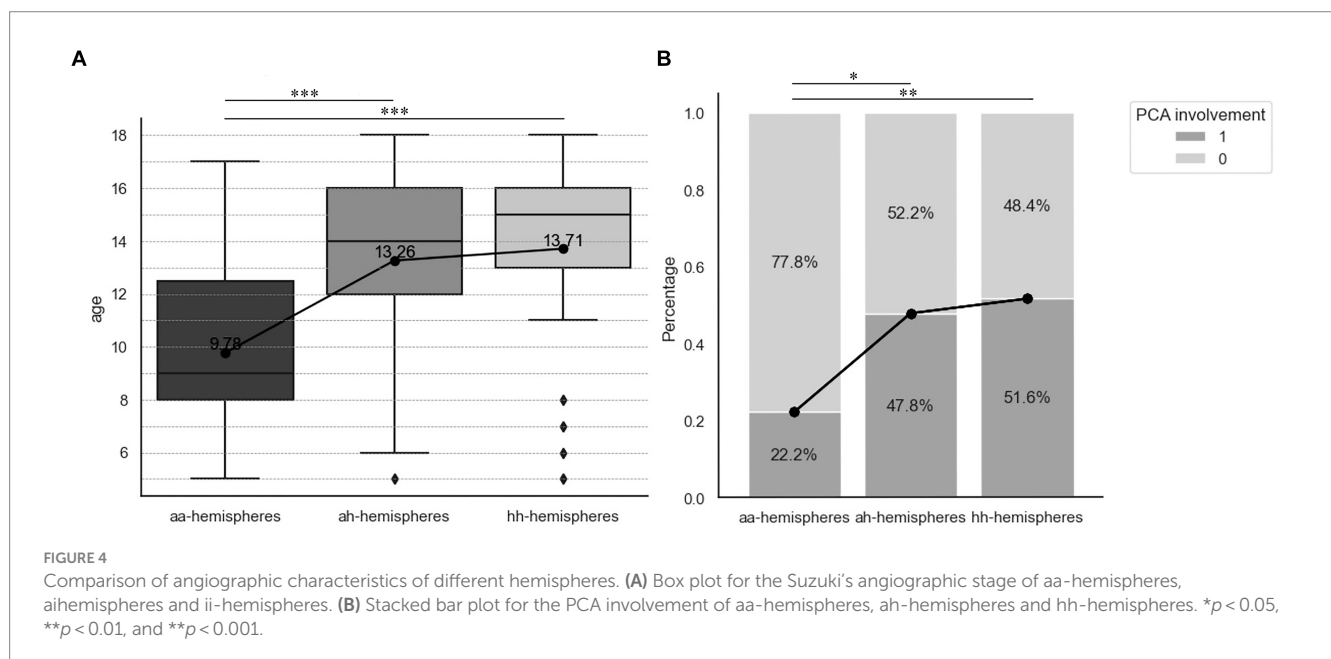 A
B
***
***
*
**
18
16
14
12
10
8
6
age
9.78
13.26
13.71
aa-hemispheres
ah-hemispheres
hh-hemispheres
1.0
0.8
0.6
0.4
0.2
0.0
Percentage
77.8%
52.2%
48.4%
22.2%
47.8%
51.6%
aa-hemispheres ah-hemispheres hh-hemispheres
PCA involvement
1
0
FIGURE 4
Comparison of angiographic characteristics of different hemispheres. (A) Box plot for the Suzuki's angiographic stage of aa-hemispheres,
aihemispheres and ii-hemispheres. (B) Stacked bar plot for the PCA involvement of aa-hemispheres, ah-hemispheres and hh-hemispheres. *p < 0.05,
**p < 0.01, and **p < 0.001.